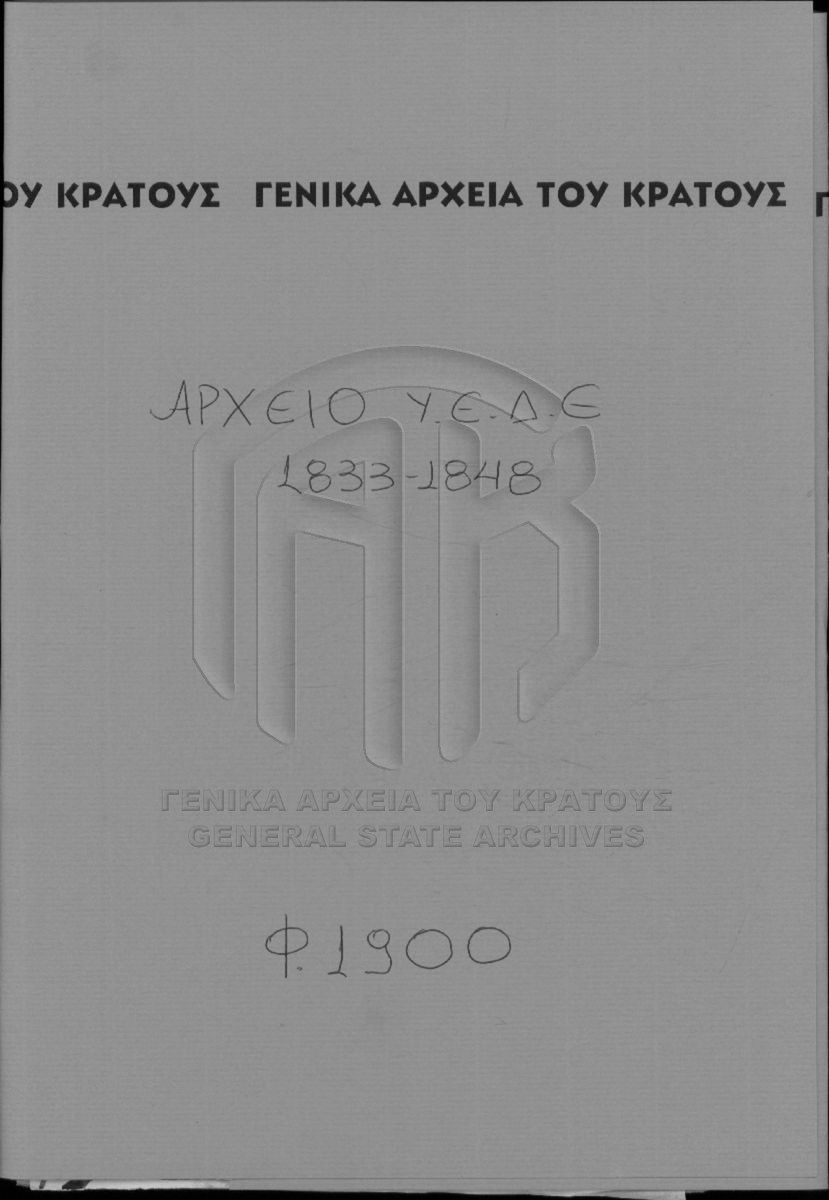 ΟΥ ΚΡΑΤΟΥΣ ΓΕΝΙΚΑ ΑΡΧΕΙΑ ΤΟΥ ΚΡΑΤΟΥΣ Γ
ΑΡΧΕΙΟ Υ.Ε.Δ.Ε
1833-1848
ΓΕΝΙΚΑ ΑΡΧΕΙΑ ΤΟΥ ΚΡΑΤΟΥΣ
GENERAL STATE ARCHIVES
Φ.1900